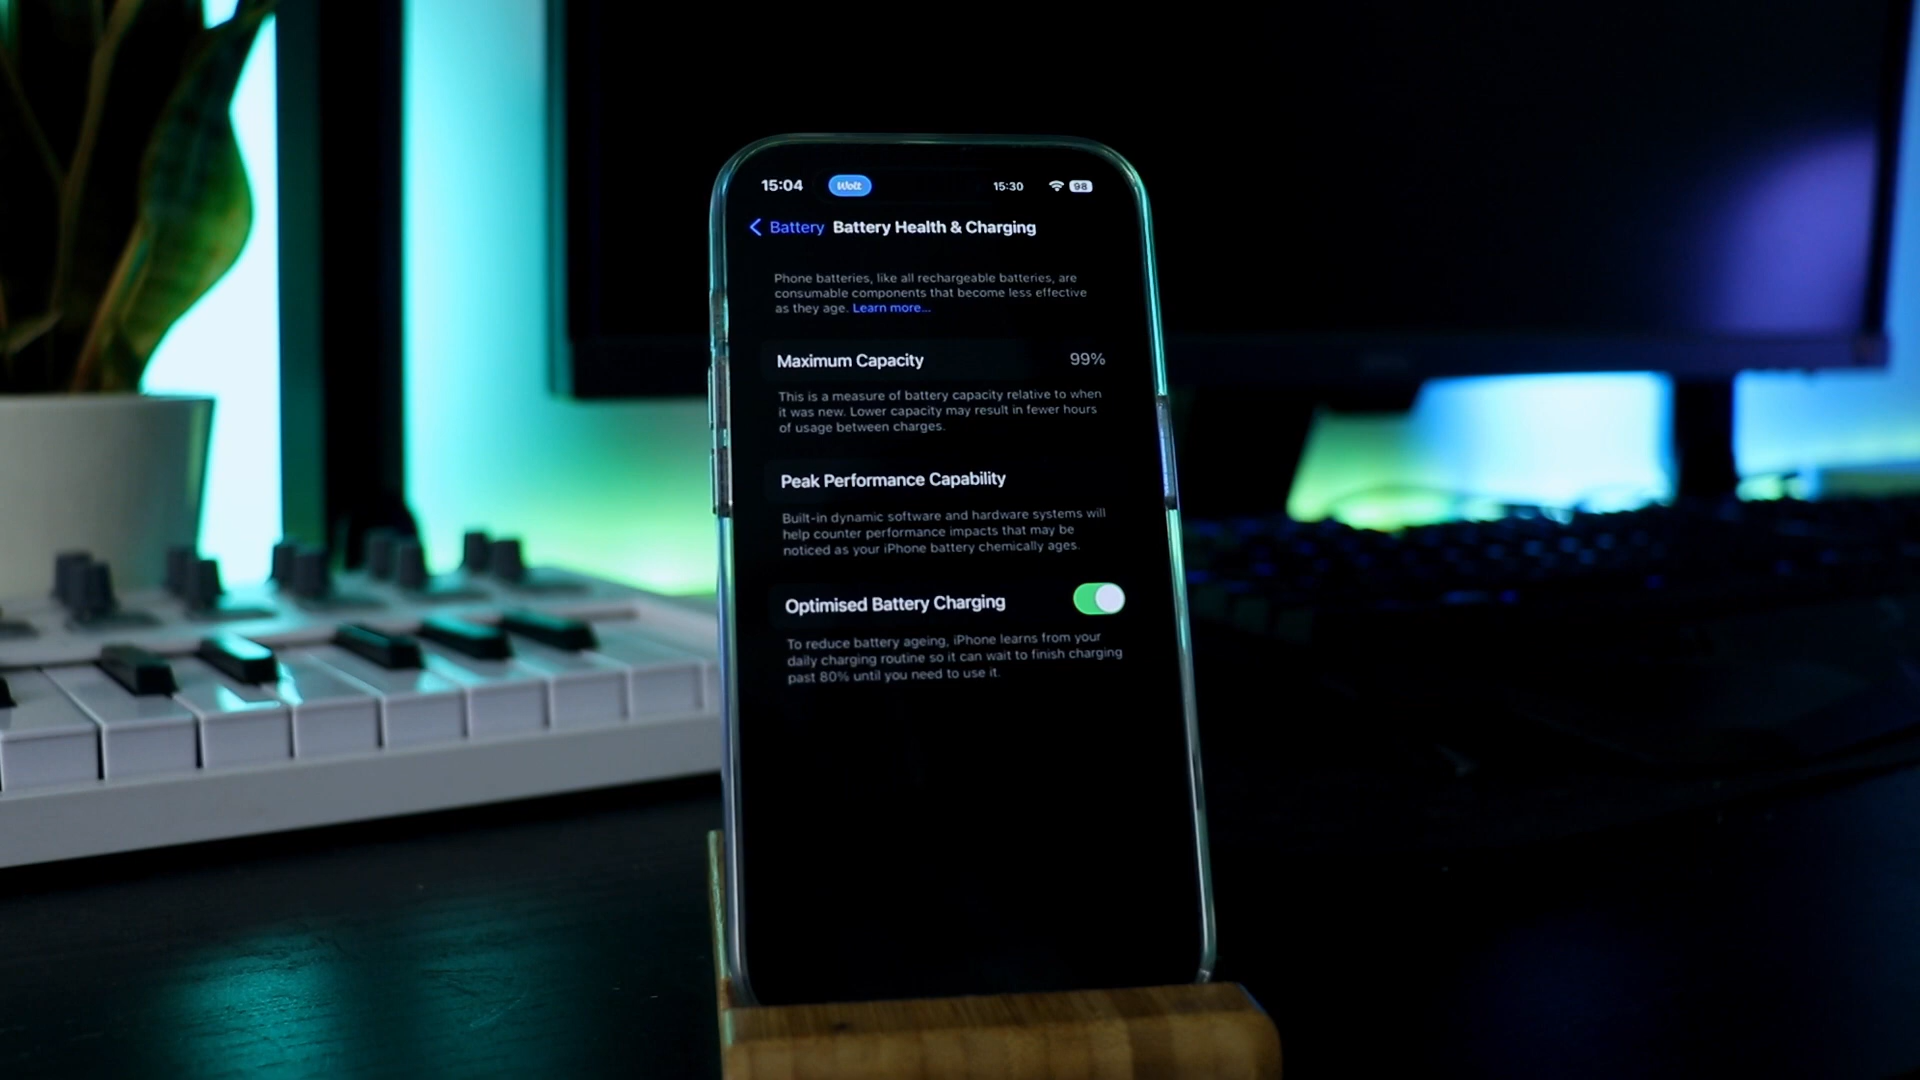 15:04 Wolt 15:30 98
Battery Battery Health & Charging
Phone batteries, like all rechargeable batteries, are
consumable components that become less effective
as they age. Learn more...
Maximum Capacity 99%
This is a measure of battery capacity relative to when
it was new. Lower capacity may result in fewer hours
of usage between charges.
Peak Performance Capability
Built-in dynamic software and hardware systems will
help counter performance impacts that may be
noticed as your iPhone battery chemically ages.
Optimised Battery Charging
To reduce battery ageing, iPhone learns from your
daily charging routine so it can wait to finish charging
past 80% until you need to use it.